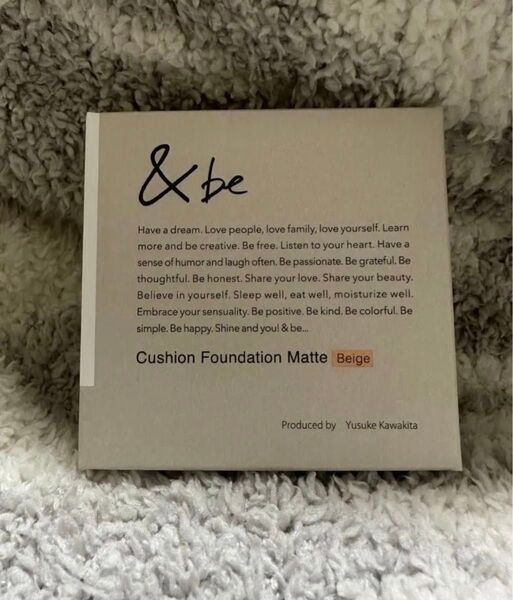 & be
Have a dream. Love people, love family, love yourself. Learn
more and be creative. Be free. Listen to your heart. Have a
sense of humor and laugh often. Be passionate. Be grateful. Be
thoughtful. Be honest. Share your love. Share your beauty.
Believe in yourself. Sleep well, eat well, moisturize well.
Embrace your sensuality. Be positive. Be kind. Be colorful. Be
simple. Be happy. Shine and you! & be...
Cushion Foundation Matte Beige
Produced by Yusuke Kawakita